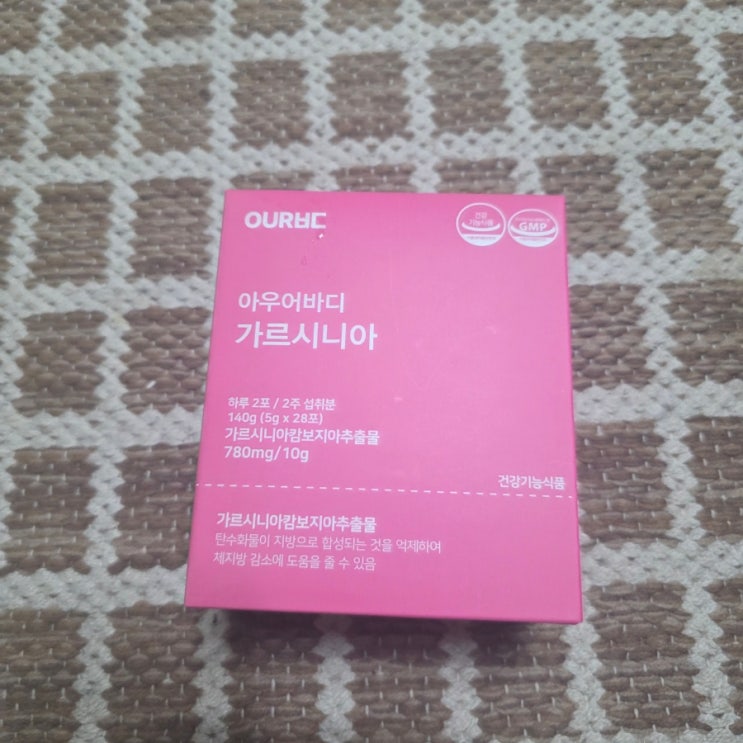 OURバ디
건강
기능식품
GMP
아우어바디
가르시니아
하루 2포 / 2주 섭취분
140g (5g x 28포)
가르시니아캄보지아추출물
780mg/10g
건강기능식품
가르시니아캄보지아추출물
탄수화물이 지방으로 합성되는 것을 억제하여
체지방 감소에 도움을 줄 수 있음